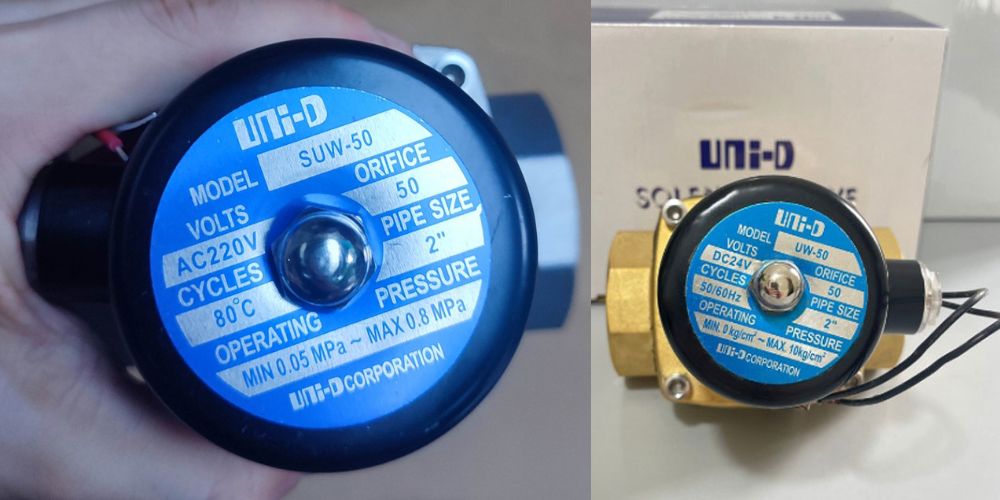 UNI-D
MODEL SUW-50
VOLTS ORIFICE
AC220V 50
CYCLES PIPE SIZE
80°C 2"
OPERATING PRESSURE
MIN 0.05 MPa ~ MAX 0.8 MPa
UNI-D CORPORATION
UNI-D
UNI-D
MODEL UW-50
VOLTS ORIFICE
DC24V 50
CYCLES PIPE SIZE
50/60Hz 2"
OPERATING PRESSURE
MIN. 0 kg/cm² ~ MAX. 10kg/cm²
UNI-D CORPORATION